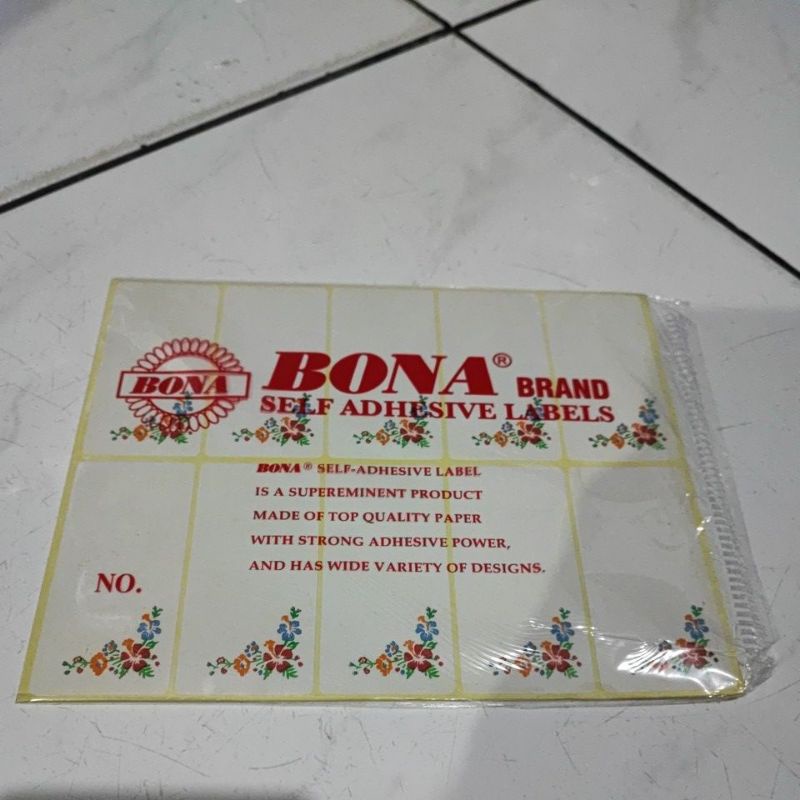 BONA
BONA® BRAND
SELF ADHESIVE LABELS
BONA® SELF-ADHESIVE LABEL
IS A SUPEREMINENT PRODUCT
MADE OF TOP QUALITY PAPER
WITH STRONG ADHESIVE POWER,
AND HAS WIDE VARIETY OF DESIGNS.
NO.